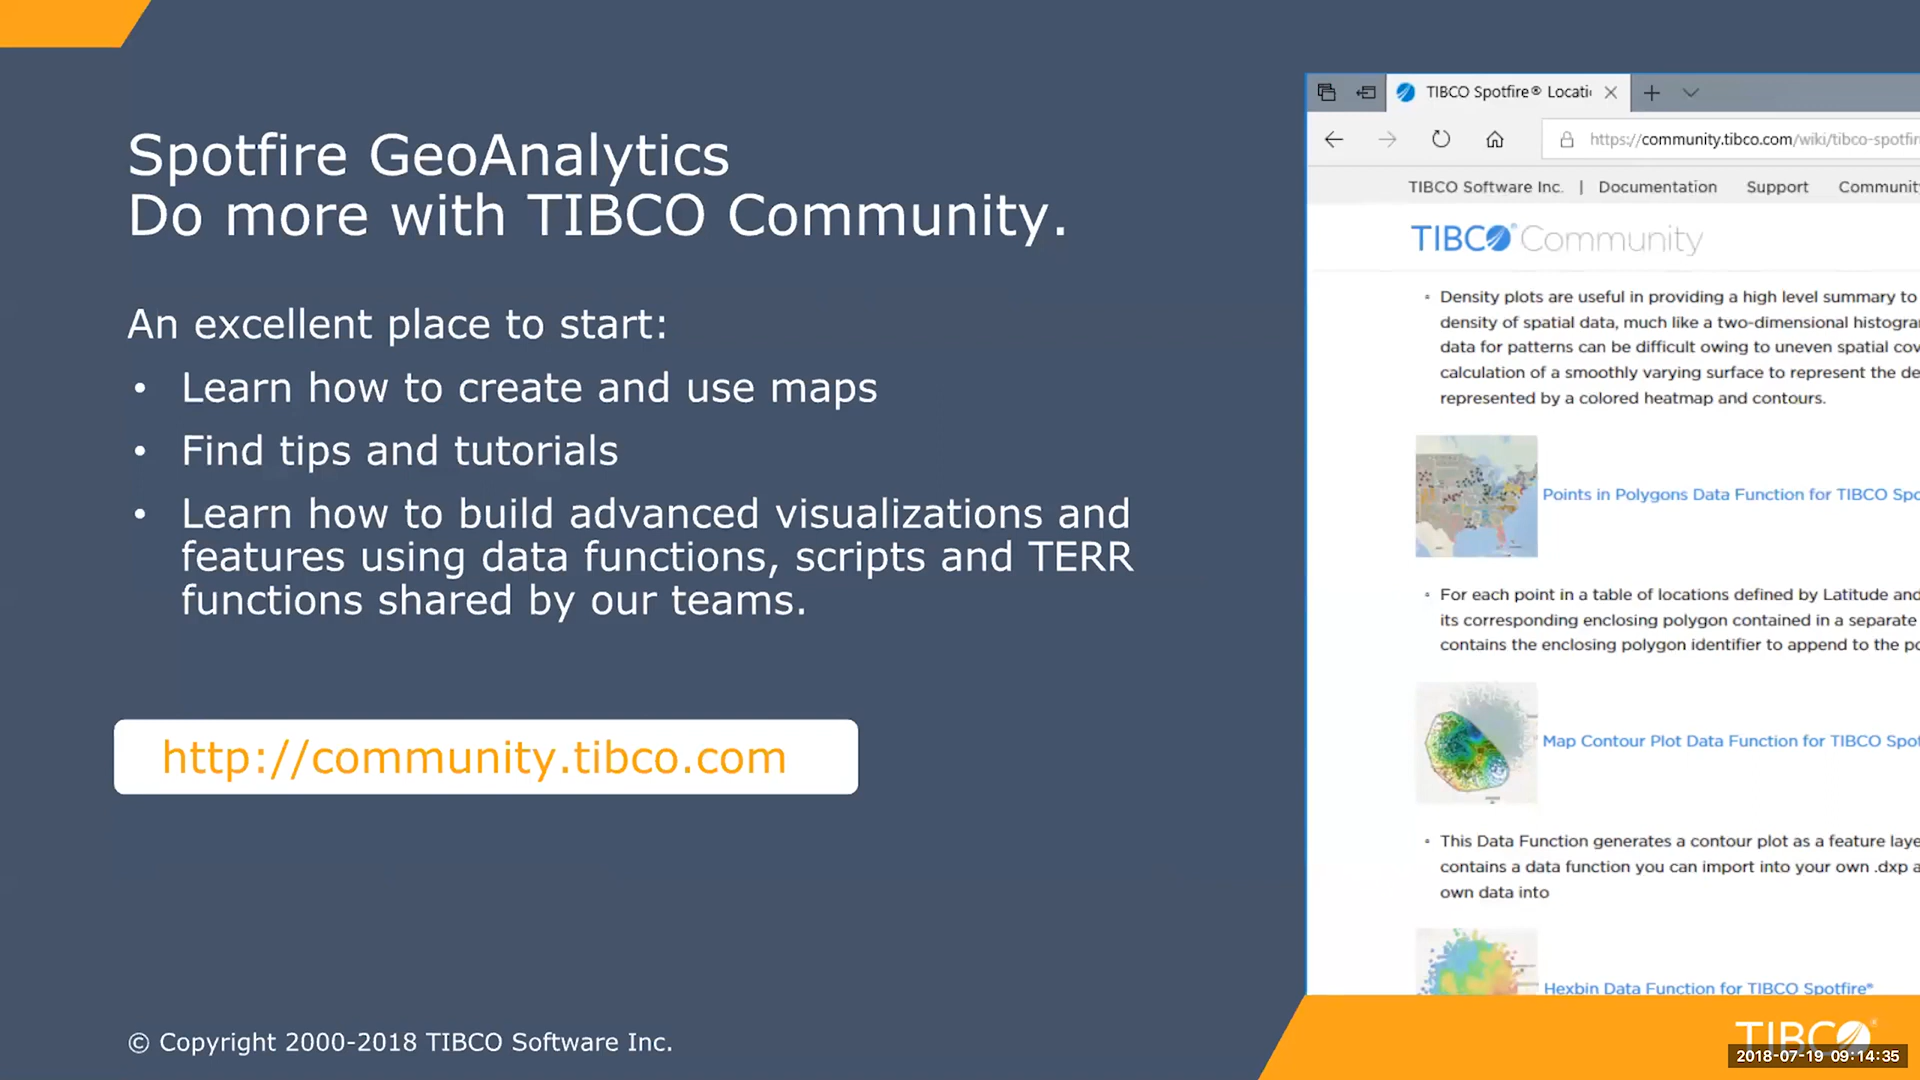 Spotfire GeoAnalytics
Do more with TIBCO Community.
An excellent place to start:
• Learn how to create and use maps
• Find tips and tutorials
• Learn how to build advanced visualizations and
features using data functions, scripts and TERR
functions shared by our teams.
http://community.tibco.com
© Copyright 2000-2018 TIBCO Software Inc.
TIBCO Spotfire® Locati
https://community.tibco.com/wiki/tibco-spotfir
TIBCO Software Inc. | Documentation Support Community
TIBCO® Community
Density plots are useful in providing a high level summary to
density of spatial data, much like a two-dimensional histogra
data for patterns can be difficult owing to uneven spatial cov
calculation of a smoothly varying surface to represent the de
represented by a colored heatmap and contours.
Points in Polygons Data Function for TIBCO Spo
For each point in a table of locations defined by Latitude and
its corresponding enclosing polygon contained in a separate
contains the enclosing polygon identifier to append to the po
Map Contour Plot Data Function for TIBCO Spot
This Data Function generates a contour plot as a feature laye
contains a data function you can import into your own .dxp a
own data into
Hexbin Data Function for TIBCO Spotfire®
TIBCO®
2018-07-19 09:14:35